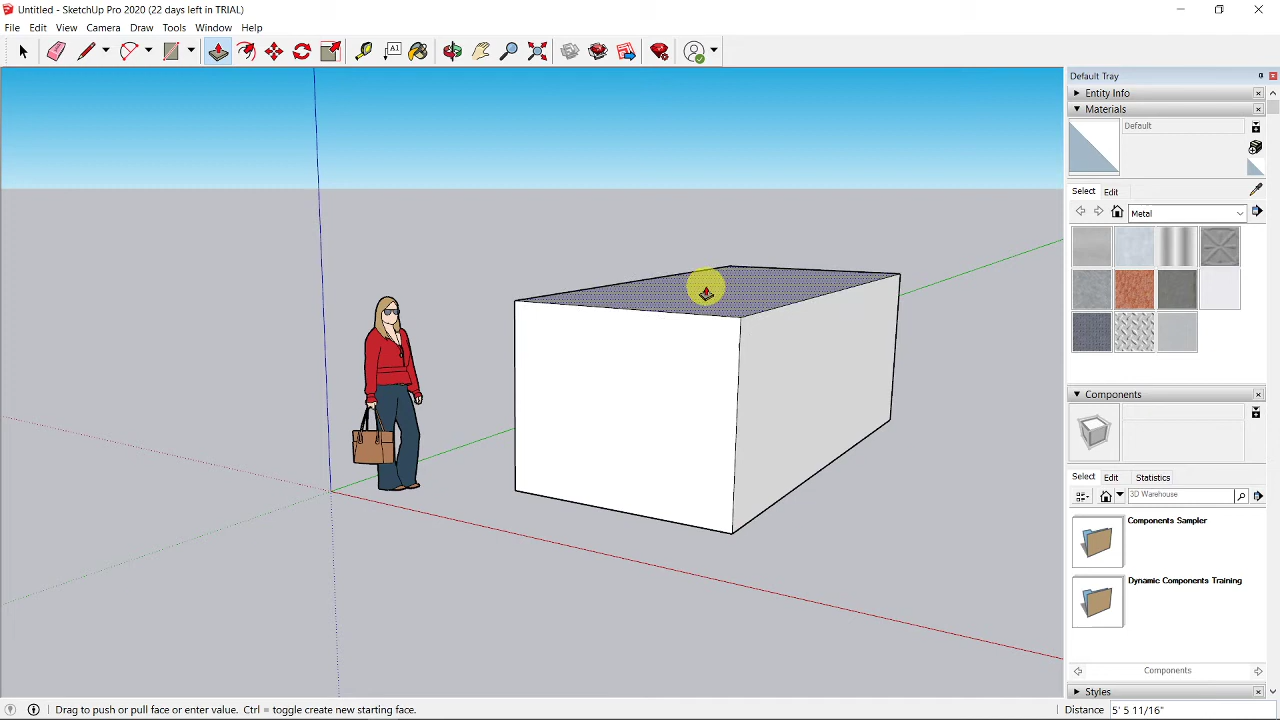 Untitled - SketchUp Pro 2020 (22 days left in TRIAL)
File Edit View Camera Draw Tools Window Help
A1
Default Tray
Entity Info
Materials
Default
Select Edit
Metal
Components
Select Edit Statistics
3D Warehouse
Components Sampler
Dynamic Components Training
Components
Styles
Drag to push or pull face or enter value. Ctrl = toggle create new starting face.
Distance 5' 5 11/16"